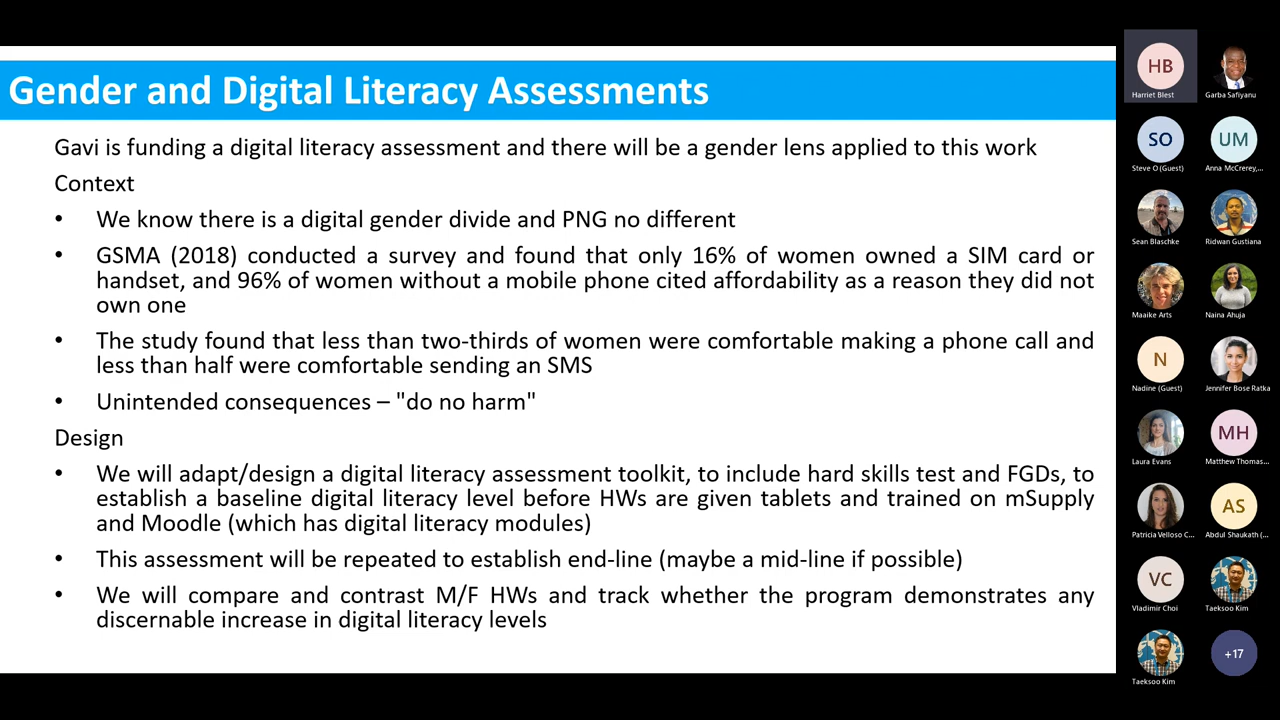 Gender and Digital Literacy Assessments
Gavi is funding a digital literacy assessment and there will be a gender lens applied to this work
Context
• We know there is a digital gender divide and PNG no different
• GSMA (2018) conducted a survey and found that only 16% of women owned a SIM card or
handset, and 96% of women without a mobile phone cited affordability as a reason they did not
own one
• The study found that less than two-thirds of women were comfortable making a phone call and
less than half were comfortable sending an SMS
• Unintended consequences – "do no harm"
Design
• We will adapt/design a digital literacy assessment toolkit, to include hard skills test and FGDs, to
establish a baseline digital literacy level before HWs are given tablets and trained on mSupply
and Moodle (which has digital literacy modules)
• This assessment will be repeated to establish end-line (maybe a mid-line if possible)
• We will compare and contrast M/F HWs and track whether the program demonstrates any
discernable increase in digital literacy levels
HB
Harriet Blest
Garba Safiyanu
SO
Steve O (Guest)
UM
Anna McCrerey,...
Sean Blaschke
Ridwan Gustiana
Maaike Arts
Naina Ahuja
N
Nadine (Guest)
Jennifer Bose Ratka
Laura Evans
MH
Matthew Thomas...
Patricia Velloso C...
AS
Abdul Shaukath (...
VC
Vladimir Choi
Taeksoo Kim
Taeksoo Kim
+17